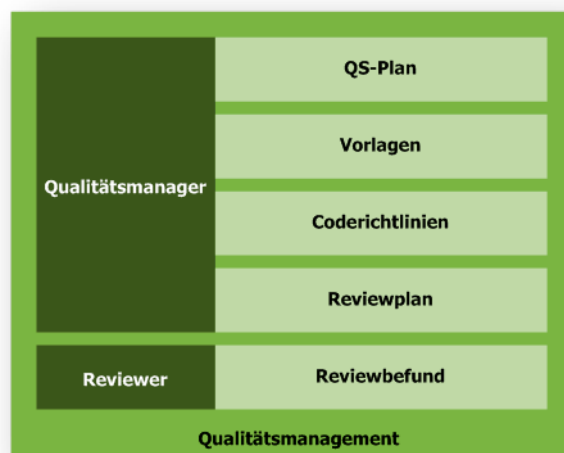 QS-Plan
Vorlagen
Qualitätsmanager
Coderichtlinien
Reviewplan
Reviewer
Reviewbefund
Qualitätsmanagement